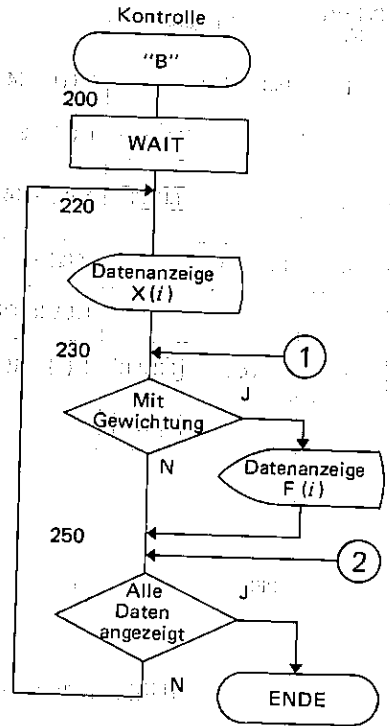 Kontrolle
"B"
200
WAIT
220
Datenanzeige
X(i)
230
1
Mit
Gewichtung
J
N
Datenanzeige
F(i)
250
2
Alle
Daten
angezeigt
J
N
ENDE